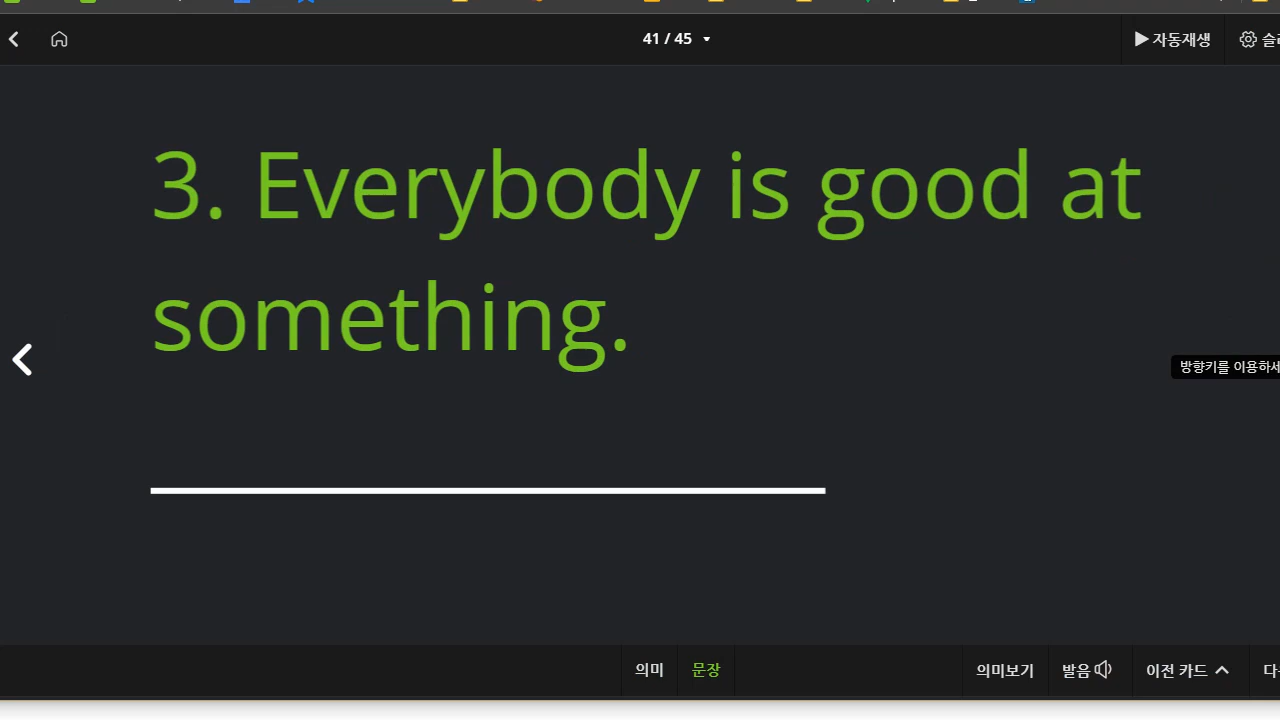 41 / 45
자동재생
3. Everybody is good at
something.
방향키를 이용하세
의미
문장
의미보기
발음
이전 카드